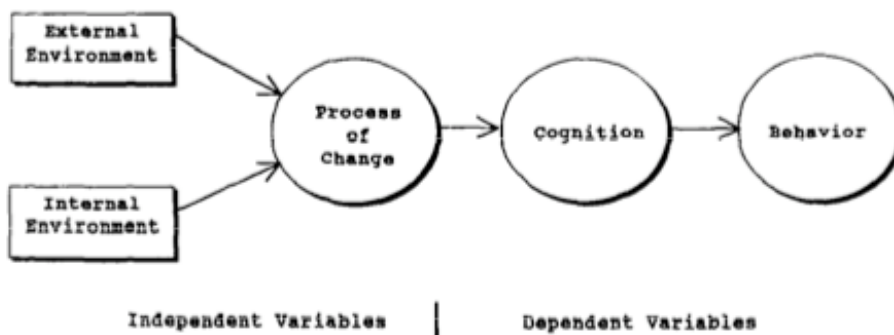 External
Environment
Process
of
Change
Cognition
Behavior
Internal
Environment
Independent Variables
Dependent Variables